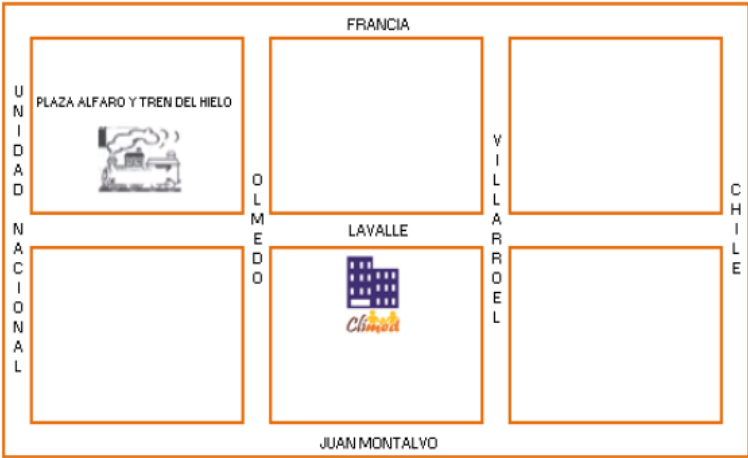 FRANCIA
UNIDAD NACIONAL
PLAZA ALFARO Y TREN DEL HIELO
OLMEDO
VILLARROEL
CHILE
LAVALLE
Climed
JUAN MONTALVO